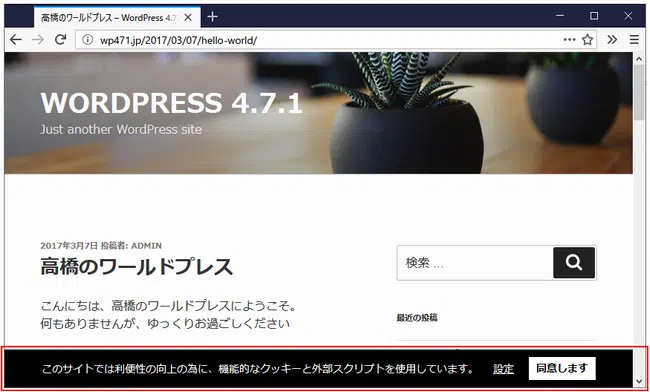 高橋のワールドプレス – WordPress 4.7.
wp471.jp/2017/03/07/hello-world/
WORDPRESS 4.7.1
Just another WordPress site
2017年3月7日 投稿者: ADMIN
高橋のワールドプレス
こんにちは、高橋のワールドプレスにようこそ。
何もありませんが、ゆっくりお過ごしください
検索 …
最近の投稿
このサイトでは利便性の向上の為に、機能的なクッキーと外部スクリプトを使用しています。 設定 同意します